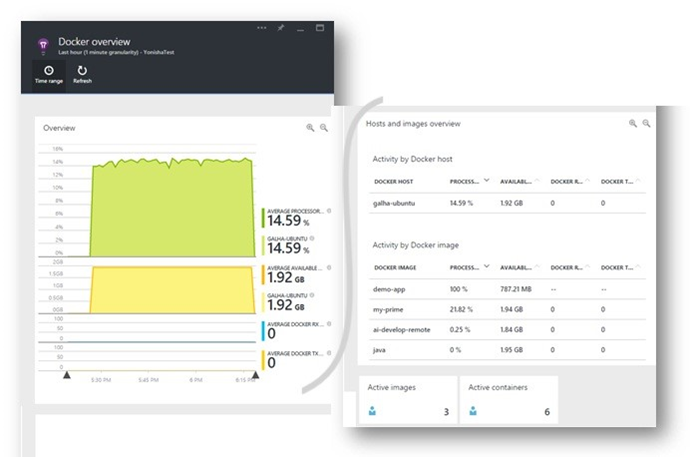 Docker overview
Last hour (1 minute granularity) - YonishaTest
Time range
Refresh
Overview
16%
14%
12%
10%
8%
6%
4%
2%
0%
2GB
1.5GB
1GB
0.5GB
0GB
100
50
0
100
50
0
5:30 PM
5:45 PM
6 PM
6:15 PM
AVERAGE PROCESSOR...
14.59 %
GALHA-UBUNTU
14.59 %
AVERAGE AVAILABLE ...
1.92 GB
GALHA-UBUNTU
1.92 GB
AVERAGE DOCKER RX ...
0
AVERAGE DOCKER TX ...
0
Hosts and images overview
Activity by Docker host
DOCKER HOST PROCESS... AVAILABL... DOCKER R... DOCKER T...
galha-ubuntu 14.59 % 1.92 GB 0 0
Activity by Docker image
DOCKER IMAGE PROCESS... AVAILABL... DOCKER R... DOCKER T...
demo-app 100 % 787.21 MB -- --
my-prime 21.82 % 1.94 GB 0 0
ai-develop-remote 0.25 % 1.84 GB 0 0
java 0 % 1.95 GB 0 0
Active images
3
Active containers
6